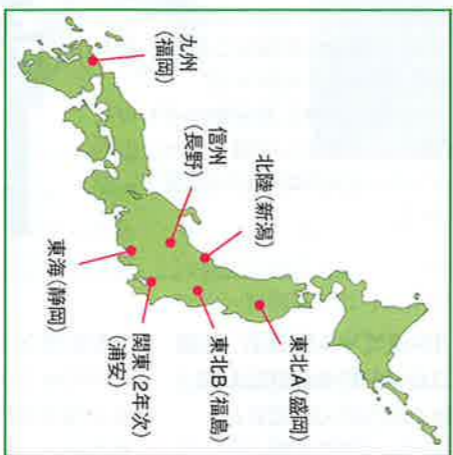 九州
(福岡)
信州
(長野)
北陸(新潟)
東北A(盛岡)
東北B(福島)
関東(2年次)
(浦安)
東海(静岡)